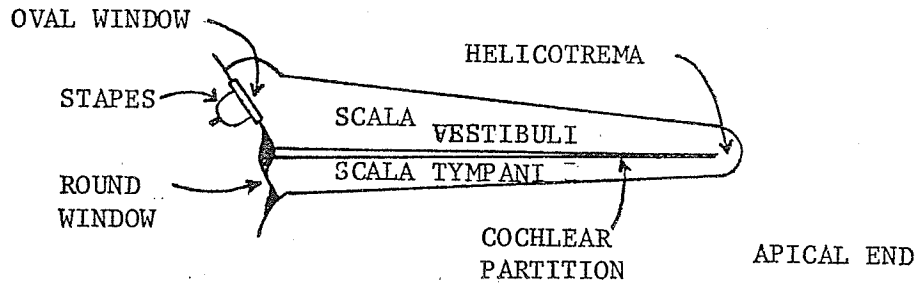 OVAL WINDOW
HELICOTREMA
STAPES
SCALA
VESTIBULI
SCALA TYMPANI
ROUND
WINDOW
COCHLEAR
PARTITION
APICAL END